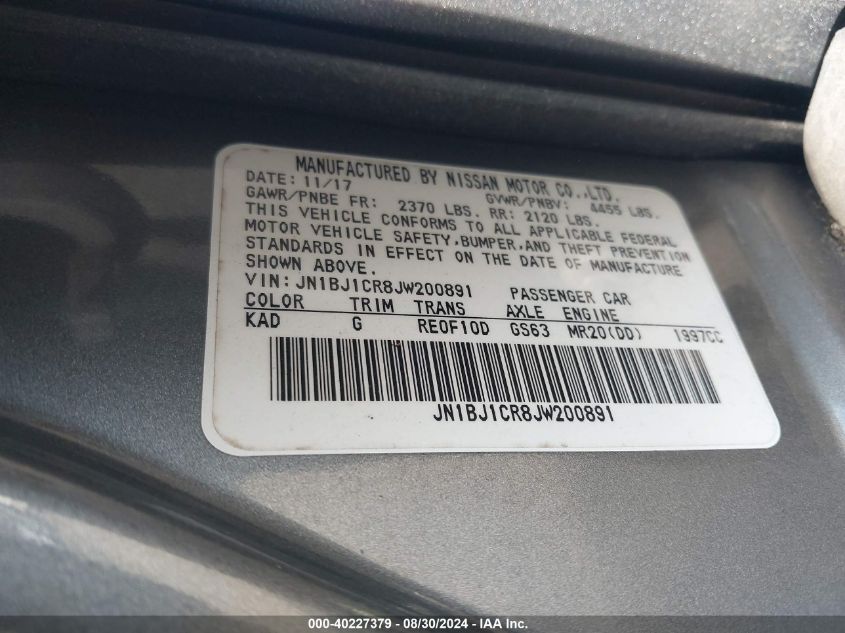 MANUFACTURED BY NISSAN MOTOR CO.,LTD.
DATE: 11/17 GVWR/PNBV: 4455 LBS.
GAWR/PNBE FR: 2370 LBS. RR: 2120 LBS.
THIS VEHICLE CONFORMS TO ALL APPLICABLE FEDERAL
MOTOR VEHICLE SAFETY,BUMPER,AND THEFT PREVENTION
STANDARDS IN EFFECT ON THE DATE OF MANUFACTURE
SHOWN ABOVE.
VIN: JN1BJ1CR8JW200891 PASSENGER CAR
COLOR TRIM TRANS AXLE ENGINE
KAD G RE0F10D GS63 MR20(DD) 1997CC
JN1BJ1CR8JW200891
000-40227379 - 08/30/2024 - IAA Inc.